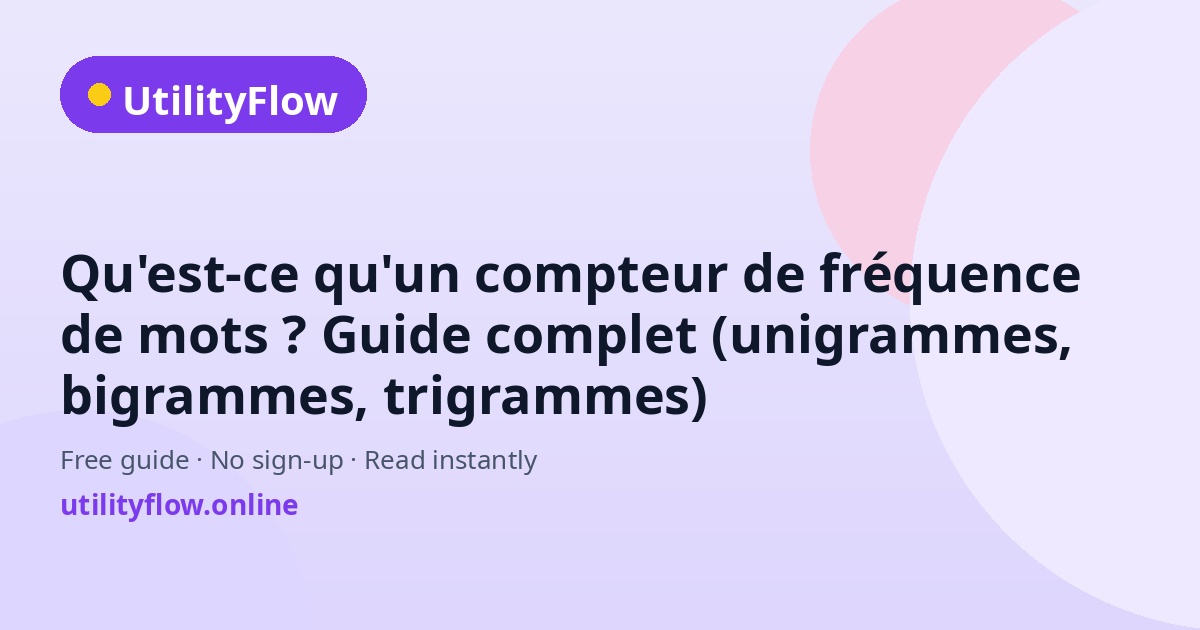 UtilityFlow
Qu'est-ce qu'un compteur de fréquence
de mots ? Guide complet (unigrammes,
bigrammes, trigrammes)
Free guide · No sign-up · Read instantly
utilityflow.online